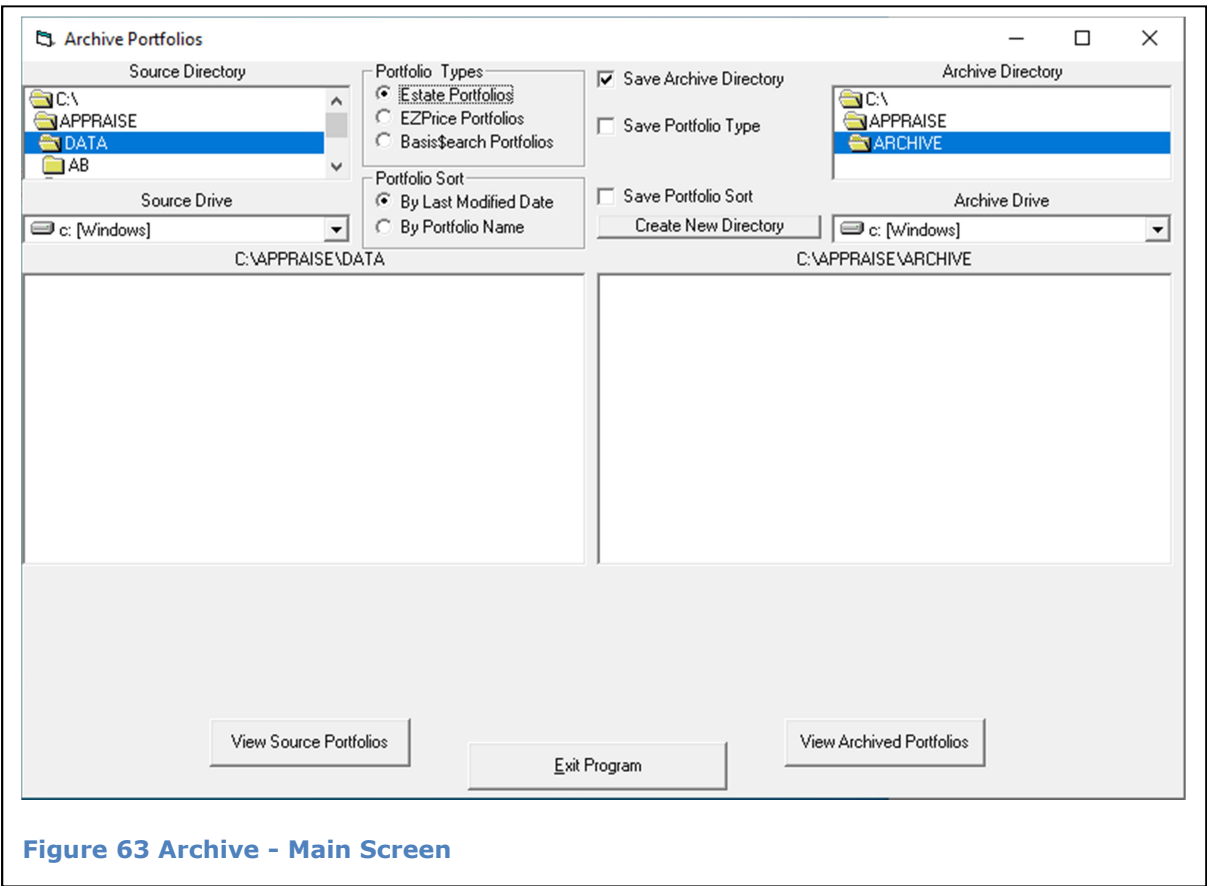 Archive Portfolios
Source Directory
C:\
APPRAISE
DATA
AB
Source Drive
c: [Windows]
Portfolio Types
Estate Portfolios
EZPrice Portfolios
Basis$earch Portfolios
Portfolio Sort
By Last Modified Date
By Portfolio Name
Save Archive Directory
Save Portfolio Type
Save Portfolio Sort
Create New Directory
Archive Directory
C:\
APPRAISE
ARCHIVE
Archive Drive
c: [Windows]
C:\APPRAISE\DATA
C:\APPRAISE\ARCHIVE
View Source Portfolios
Exit Program
View Archived Portfolios
Figure 63 Archive - Main Screen